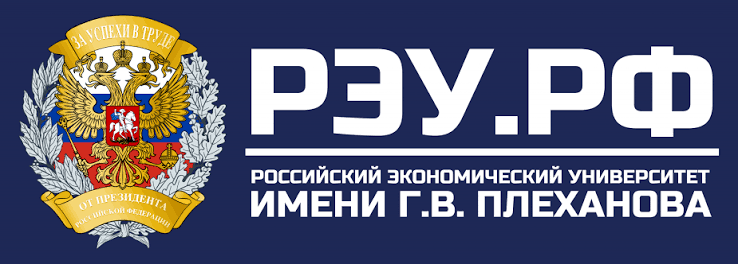 ЗА УСПЕХИ В ТРУДЕ
ОТ ПРЕЗИДЕНТА
РОССИЙСКОЙ ФЕДЕРАЦИИ
РЭУ.РФ
РОССИЙСКИЙ ЭКОНОМИЧЕСКИЙ УНИВЕРСИТЕТ
ИМЕНИ Г.В. ПЛЕХАНОВА